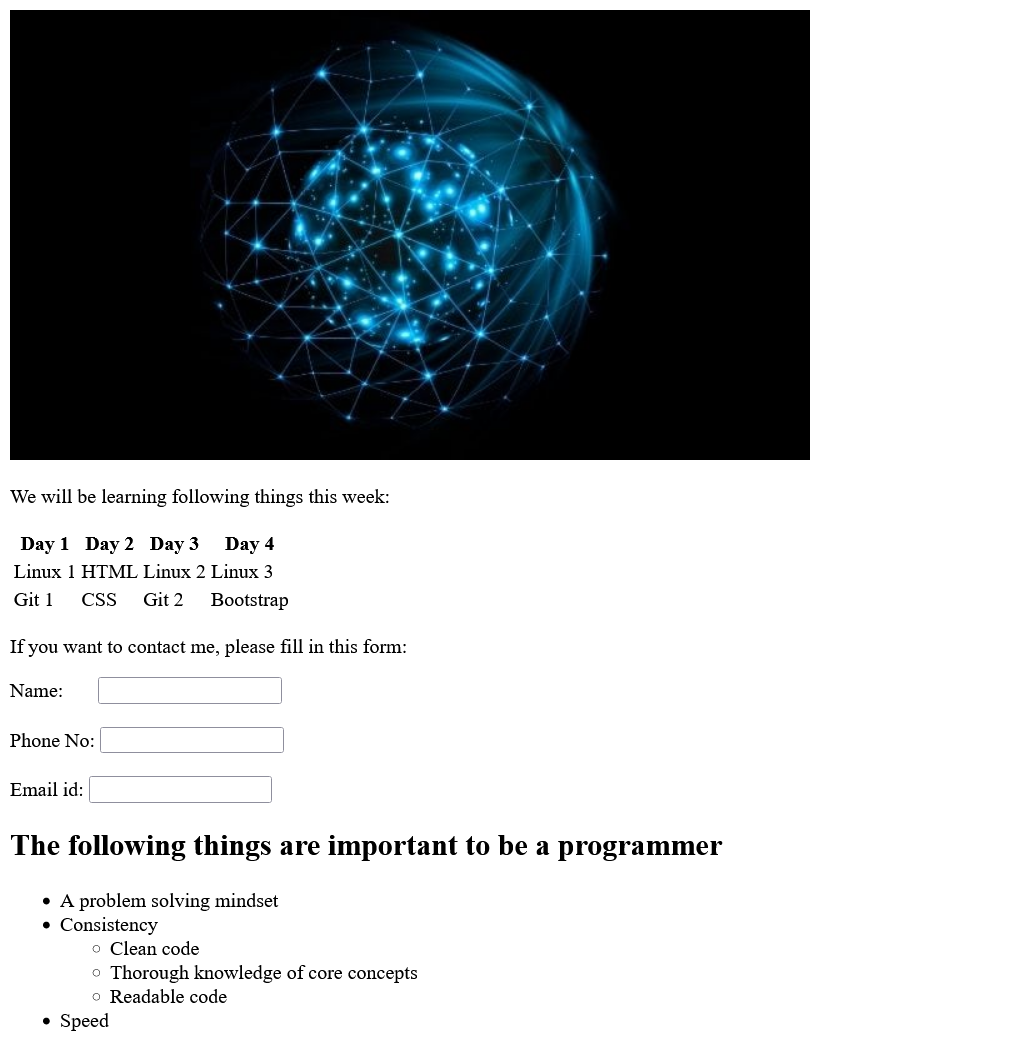 We will be learning following things this week:
Day 1 Day 2 Day 3 Day 4
Linux 1 HTML Linux 2 Linux 3
Git 1 CSS Git 2 Bootstrap
If you want to contact me, please fill in this form:
Name:
Phone No:
Email id:
The following things are important to be a programmer
A problem solving mindset
Consistency
Clean code
Thorough knowledge of core concepts
Readable code
Speed